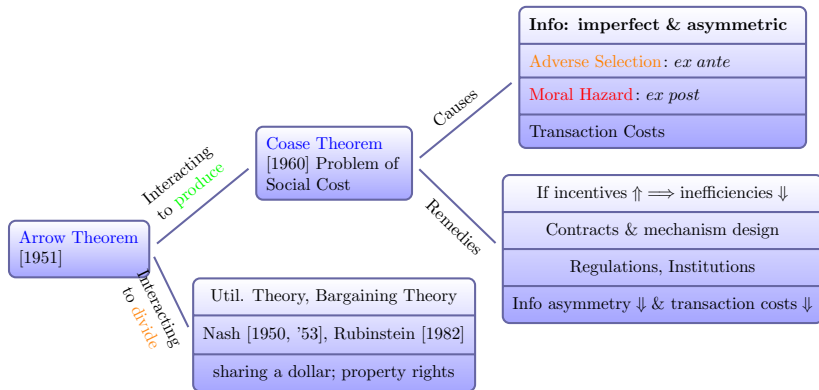 Info: imperfect & asymmetric
Adverse Selection: ex ante
Moral Hazard: ex post
Transaction Costs
Causes
Coase Theorem
[1960] Problem of
Social Cost
Interacting
to produce
Remedies
If incentives ⇑ ⟹ inefficiencies ⇓
Contracts & mechanism design
Regulations, Institutions
Info asymmetry ⇓ & transaction costs ⇓
Arrow Theorem
[1951]
Interacting
to divide
Util. Theory, Bargaining Theory
Nash [1950, '53], Rubinstein [1982]
sharing a dollar; property rights